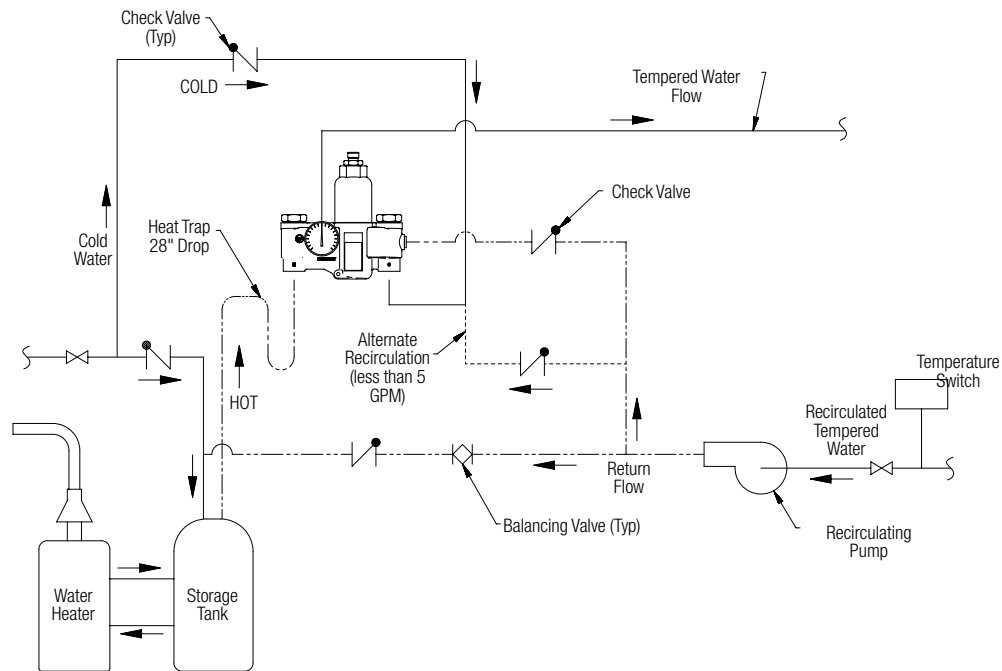 Check Valve
(Typ)
COLD
Tempered Water
Flow
Check Valve
Heat Trap
28" Drop
Cold
Water
Alternate
Recirculation
(less than 5
GPM)
Temperature
Switch
HOT
Recirculated
Tempered
Water
Return
Flow
Balancing Valve (Typ)
Recirculating
Pump
Water
Heater
Storage
Tank